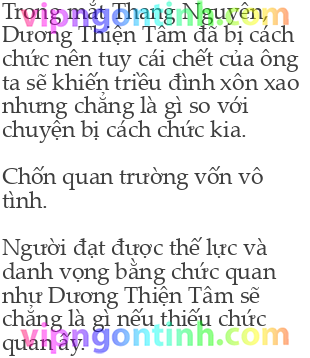 Trong mắt Thang Nguyên,
Dương Thiện Tâm đã bị cách
chức nên tuy cái chết của ông
ta sẽ khiến triều đình xôn xao
nhưng chẳng là gì so với
chuyện bị cách chức kia.
Chốn quan trường vốn vô
tình.
Người đạt được thế lực và
danh vọng bằng chức quan
như Dương Thiện Tâm sẽ
chẳng là gì nếu thiếu chức
quan ấy.
vipngontinh.com
vipngontinh.com